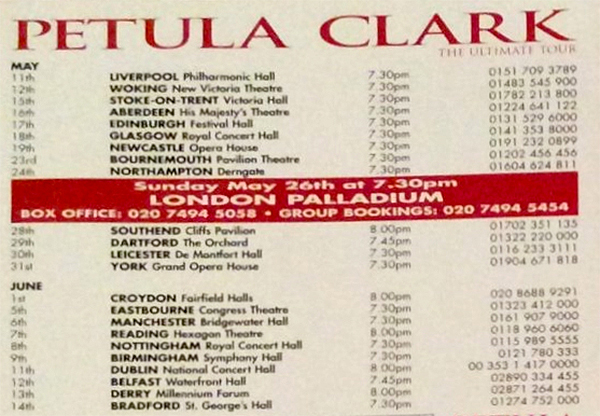 PETULA CLARK
THE ULTIMATE TOUR
MAY
11th LIVERPOOL Philharmonic Hall 7.30pm 0151 709 3789
12th WOKING New Victoria Theatre 7.30pm 01483 545 900
15th STOKE-ON-TRENT Victoria Hall 7.30pm 01782 213 800
16th ABERDEEN His Majesty's Theatre 7.30pm 01224 641 122
17th EDINBURGH Festival Hall 7.30pm 0131 529 6000
18th GLASGOW Royal Concert Hall 7.30pm 0141 353 8000
19th NEWCASTLE Opera House 7.30pm 0191 232 0899
23rd BOURNEMOUTH Pavilion Theatre 7.30pm 01202 456 456
24th NORTHAMPTON Derngate 7.30pm 01604 624 811
Sunday May 26th at 7.30pm
LONDON PALLADIUM
BOX OFFICE: 020 7494 5058 • GROUP BOOKINGS: 020 7494 5454
28th SOUTHEND Cliffs Pavilion 8.00pm 01702 351 135
29th DARTFORD The Orchard 7.45pm 01322 220 000
30th LEICESTER De Montfort Hall 7.30pm 0116 233 3111
31st YORK Grand Opera House 7.30pm 01904 671 818
JUNE
1st CROYDON Fairfield Halls 8.00pm 020 8688 9291
5th EASTBOURNE Congress Theatre 7.30pm 01323 412 000
6th MANCHESTER Bridgewater Hall 7.30pm 0161 907 9000
7th READING Hexagon Theatre 8.00pm 0118 960 6060
8th NOTTINGHAM Royal Concert Hall 7.30pm 0115 989 5555
9th BIRMINGHAM Symphony Hall 7.30pm 0121 780 333
11th DUBLIN National Concert Hall 8.00pm 00 353 1 417 0000
12th BELFAST Waterfront Hall 7.45pm 02890 334 455
13th DERRY Millennium Forum 8.00pm 02871 264 455
14th BRADFORD St. George's Hall 7.30pm 01274 752 000